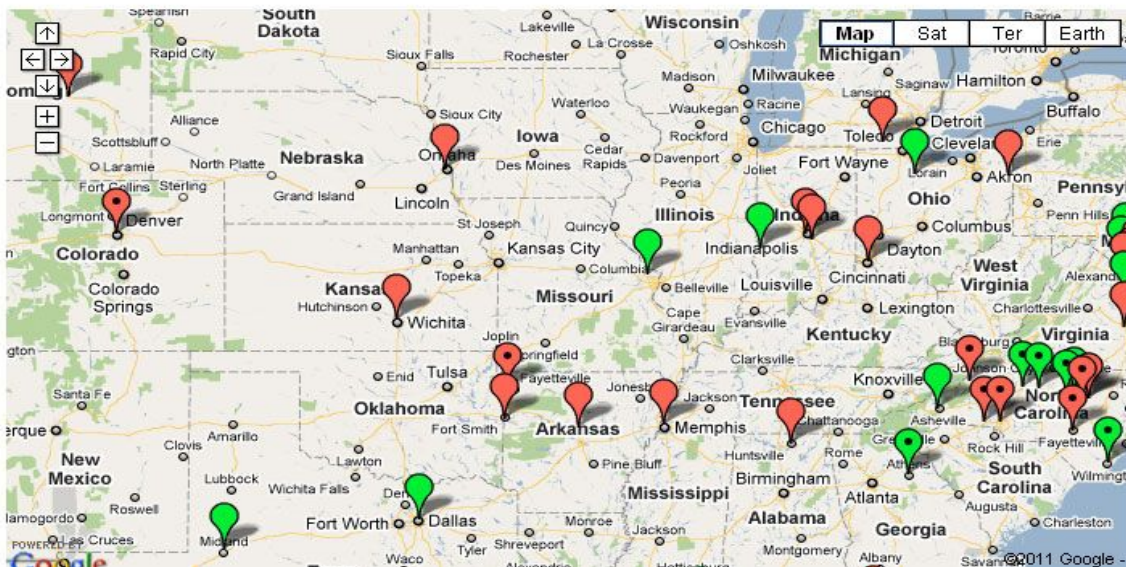 Spearfish
South Dakota
Rapid City
Sioux Falls
Lakeville
Rochester
La Crosse
Wisconsin
Oshkosh
Map
Sat
Ter
Earth
Michigan
Barrie
Toronto
Saginaw
Hamilton
Buffalo
Madison
Milwaukee
Racine
Waukegan
Lansing
Detroit
Alliance
Scottsbluff
Sioux City
Waterloo
Iowa
Rockford
Chicago
Toledo
Cleveland
Erie
Laramie
North Platte
Nebraska
Omaha
Des Moines
Cedar Rapids
Davenport
Joliet
Fort Wayne
Lorain
Akron
Fort Collins
Sterling
Grand Island
Lincoln
Peoria
Ohio
Penn Hills
Longmont
Denver
St Joseph
Quincy
Illinois
Indiana
Columbus
Colorado
Manhattan
Kansas City
Columbia
Indianapolis
Dayton
Topeka
Cincinnati
West Virginia
Colorado Springs
Kansas
Hutchinson
Missouri
Belleville
Louisville
Charlottesville
Wichita
Cape Girardeau
Evansville
Lexington
Kentucky
Virginia
Joplin
Springfield
Clarksville
Knoxville
Santa Fe
Enid
Tulsa
Fayetteville
Jackson
Tennessee
Asheville
North Carolina
Oklahoma
Fort Smith
Arkansas
Memphis
Chattanooga
Fayetteville
Amarillo
Clovis
Lawton
Huntsville
Rome
Athens
Rock Hill
Wilmington
New Mexico
Lubbock
Wichita Falls
Pine Bluff
Mississippi
Birmingham
Atlanta
South Carolina
Roswell
Augusta
Fort Worth
Dallas
Alabama
Georgia
Charleston
Las Cruces
Midland
Waco
Tyler
Shreveport
Monroe
Jackson
Montgomery
Albany
POWERED BY
Google
©2011 Google -